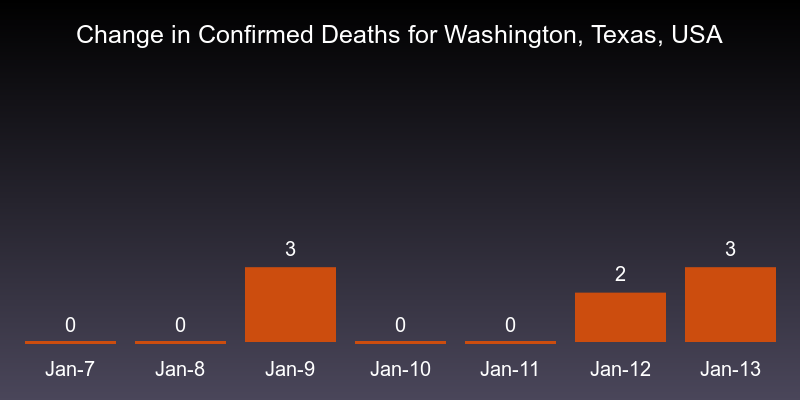 Change in Confirmed Deaths for Washington, Texas, USA
0 0 3 0 0 2 3
Jan-7 Jan-8 Jan-9 Jan-10 Jan-11 Jan-12 Jan-13